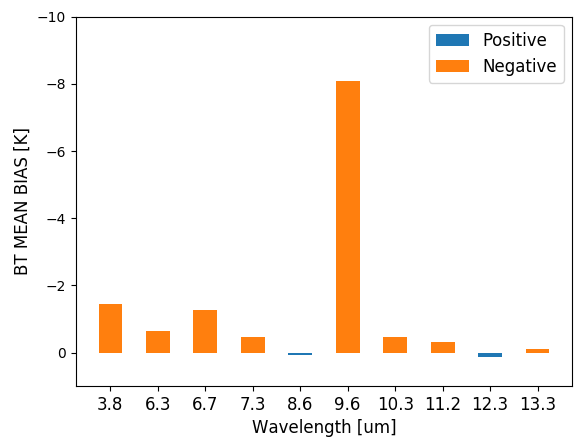 −10
−8
−6
−4
−2
0
BT MEAN BIAS [K]
Positive
Negative
3.8 6.3 6.7 7.3 8.6 9.6 10.3 11.2 12.3 13.3
Wavelength [um]